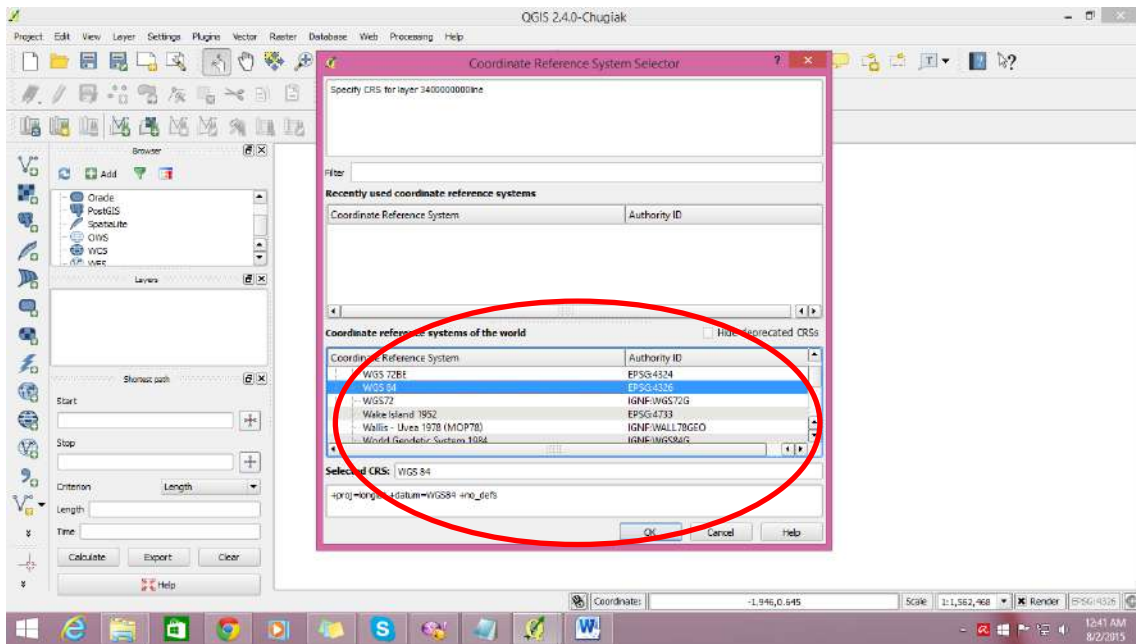 QGIS 2.4.0-Chugiak
Project Edit View Layer Settings Plugins Vector Raster Database Web Processing Help
Coordinate Reference System Selector
Specify CRS for layer 3400000000line
Filter
Recently used coordinate reference systems
Coordinate Reference System Authority ID
Coordinate reference systems of the world
Hide deprecated CRSs
Coordinate Reference System Authority ID
WGS 72BE EPSG:4324
WGS 84 EPSG:4326
WGS72 IGNF:WGS72G
Wake Island 1952 EPSG:4733
Wallis - Uvea 1978 (MOP78) IGNF:WALL78GEO
World Geodetic System 1984 IGNF:WGS84G
Selected CRS: WGS 84
+proj=longlat +datum=WGS84 +no_defs
OK Cancel Help
Browser
Add
Oracle
PostGIS
SpatiaLite
OWS
WCS
WFS
Layers
Shortest path
Start
Stop
Criterion Length
Length
Time
Calculate Export Clear
Help
Coordinate: -1.946,0.645 Scale 1:1,562,468 Render EPSG:4326
12:41 AM
8/2/2015